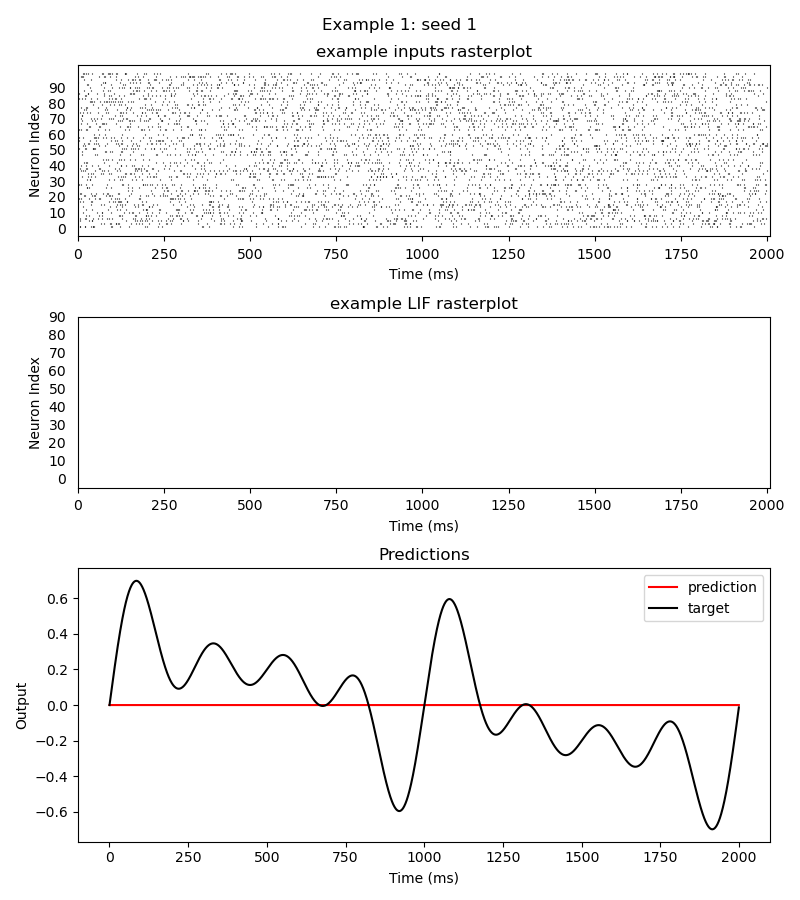 Example 1: seed 1
example inputs rasterplot
Neuron Index
90
80
70
60
50
40
30
20
10
0
0 250 500 750 1000 1250 1500 1750 2000
Time (ms)
example LIF rasterplot
Neuron Index
90
80
70
60
50
40
30
20
10
0
0 250 500 750 1000 1250 1500 1750 2000
Time (ms)
Predictions
Output
0.6
0.4
0.2
0.0
−0.2
−0.4
−0.6
prediction
target
0 250 500 750 1000 1250 1500 1750 2000
Time (ms)